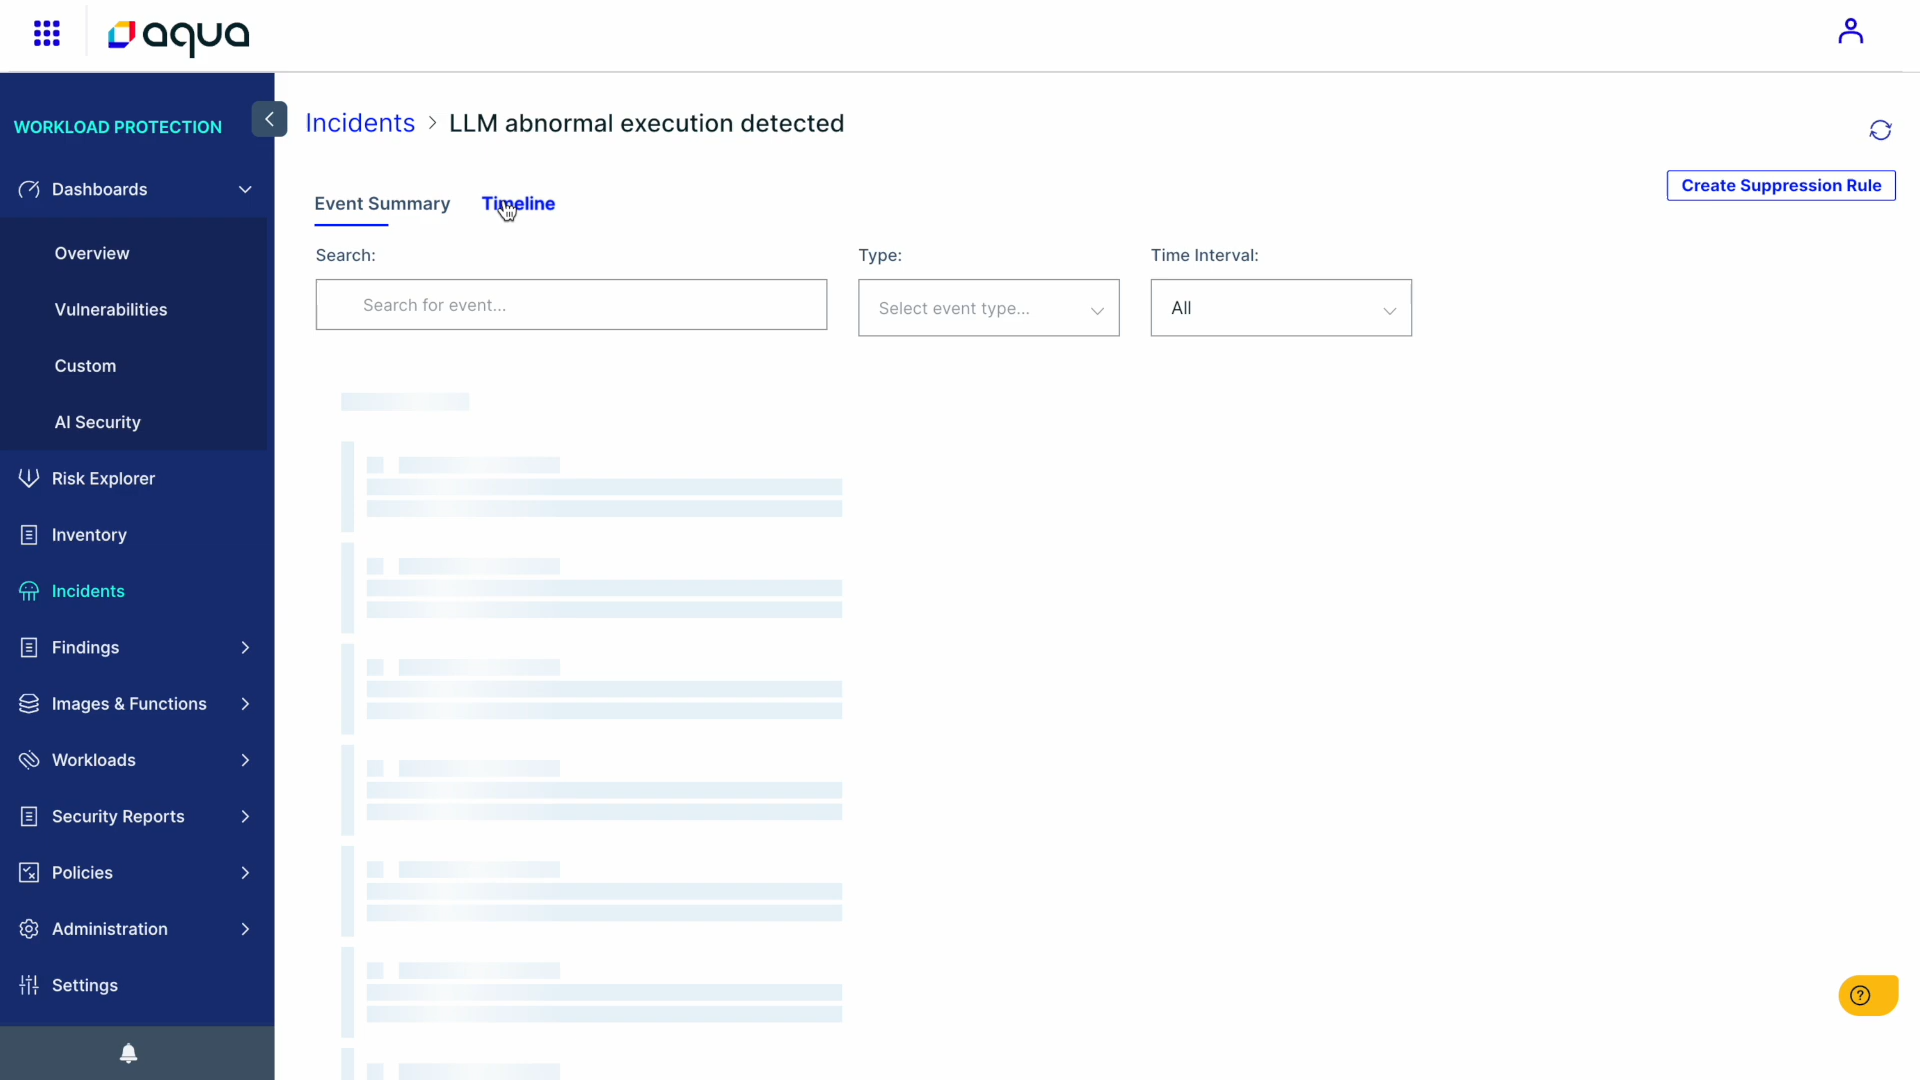 aqua
WORKLOAD PROTECTION
Dashboards
Overview
Vulnerabilities
Custom
AI Security
Risk Explorer
Inventory
Incidents
Findings
Images & Functions
Workloads
Security Reports
Policies
Administration
Settings
Incidents > LLM abnormal execution detected
Event Summary
Timeline
Create Suppression Rule
Search:
Type:
Time Interval:
Search for event...
Select event type...
All